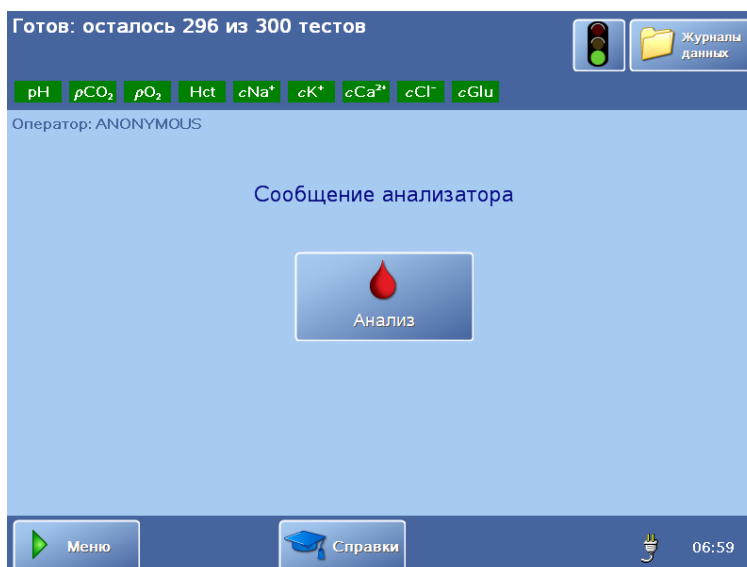 Готов: осталось 296 из 300 тестов
Журналы
данных
pH pCO₂ pO₂ Hct cNa⁺ cK⁺ cCa²⁺ cCl⁻ cGlu
Оператор: ANONYMOUS
Сообщение анализатора
Анализ
Меню
Справки
06:59